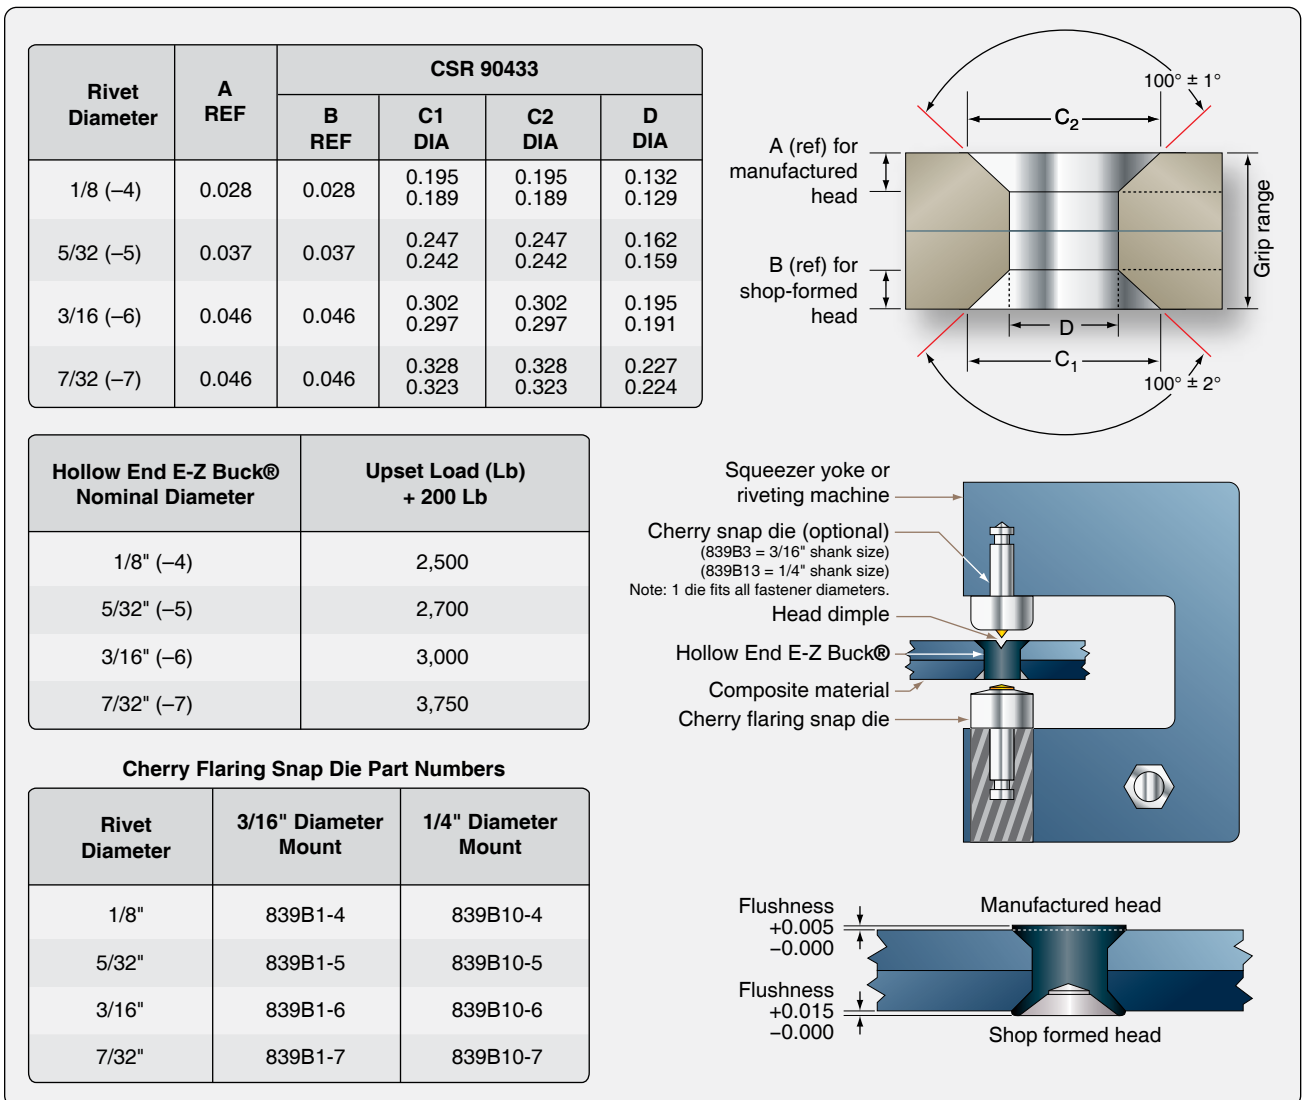 Rivet Diameter
A REF
CSR 90433
B REF
C1 DIA
C2 DIA
D DIA
1/8 (–4) 0.028 0.028 0.195 0.189 0.195 0.189 0.132 0.129
5/32 (–5) 0.037 0.037 0.247 0.242 0.247 0.242 0.162 0.159
3/16 (–6) 0.046 0.046 0.302 0.297 0.302 0.297 0.195 0.191
7/32 (–7) 0.046 0.046 0.328 0.323 0.328 0.323 0.227 0.224
100° ± 1°
C2
A (ref) for
manufactured
head
B (ref) for
shop-formed
head
Grip range
D
C1
100° ± 2°
Hollow End E-Z Buck®
Nominal Diameter
Upset Load (Lb)
+ 200 Lb
1/8" (–4) 2,500
5/32" (–5) 2,700
3/16" (–6) 3,000
7/32" (–7) 3,750
Squeezer yoke or
riveting machine
Cherry snap die (optional)
(839B3 = 3/16" shank size)
(839B13 = 1/4" shank size)
Note: 1 die fits all fastener diameters.
Head dimple
Hollow End E-Z Buck®
Composite material
Cherry flaring snap die
Cherry Flaring Snap Die Part Numbers
Rivet
Diameter
3/16" Diameter
Mount
1/4" Diameter
Mount
1/8" 839B1-4 839B10-4
5/32" 839B1-5 839B10-5
3/16" 839B1-6 839B10-6
7/32" 839B1-7 839B10-7
Flushness
+0.005
−0.000
Manufactured head
Flushness
+0.015
−0.000
Shop formed head